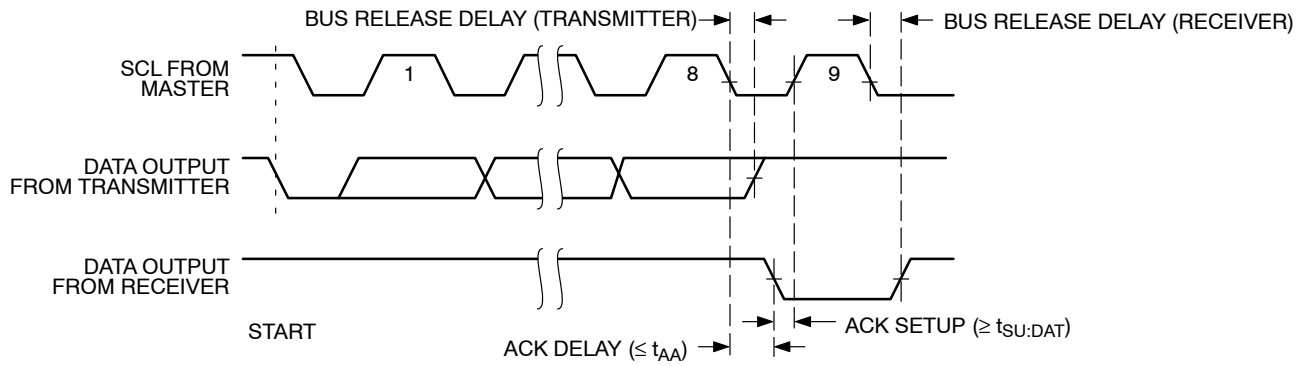 BUS RELEASE DELAY (TRANSMITTER)
BUS RELEASE DELAY (RECEIVER)
SCL FROM
MASTER
1
8
9
DATA OUTPUT
FROM TRANSMITTER
DATA OUTPUT
FROM RECEIVER
START
ACK SETUP (≥ tSU:DAT)
ACK DELAY (≤ tAA)